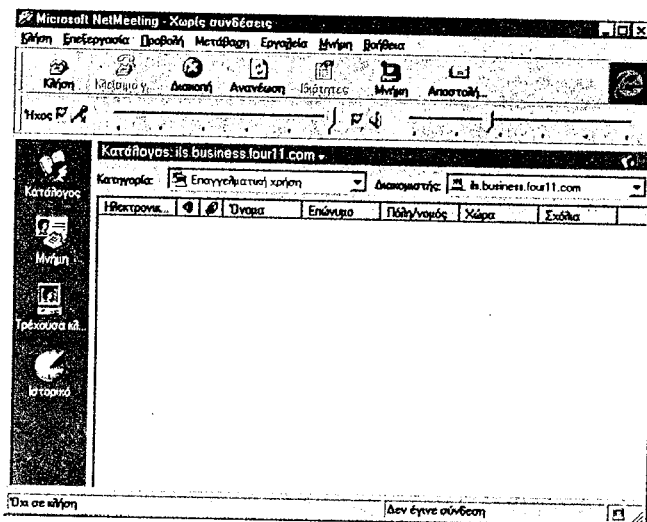 Microsoft NetMeeting - Χωρίς συνδέσεις
Κλήση Επεξεργασία Προβολή Μετάβαση Εργαλεία Μνήμη Βοήθεια
Κλήση Διακοπή Ανανέωση Ιδιότητες Μνήμη Αποστολή...
Ήχος
Κατάλογος: ils.business.four11.com
Κατάλογος
Κατηγορία: Επαγγελματική χρήση Διακομιστής: ils.business.four11.com
Ηλεκτρονικ... Όνομα Επώνυμο Πόλη/νομός Χώρα Σχόλια
Μνήμη
Τρέχουσα κλ...
Ιστορικό
Όχι σε κλήση Δεν έγινε σύνδεση